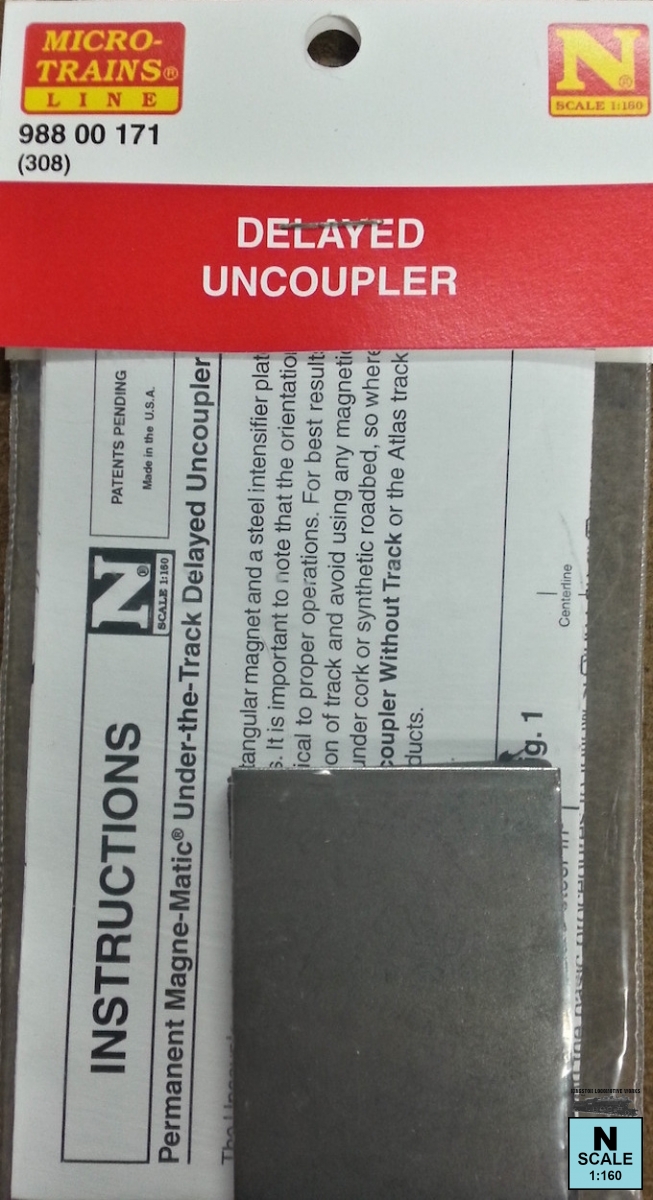 MICRO-
TRAINS®
LINE
N®
SCALE 1:160
988 00 171
(308)
DELAYED
UNCOUPLER
PATENTS PENDING
Made in the U.S.A.
N®
SCALE 1:160
INSTRUCTIONS
Permanent Magne-Matic® Under-the-Track Delayed Uncoupler
The
tangular magnet and a steel intensifier plat
s. It is important to note that the orientatio
ical to proper operations. For best result
on of track and avoid using any magneti
under cork or synthetic roadbed, so where
coupler Without Track or the Atlas track
ducts.
g. 1
Centerline
N
SCALE
1:160